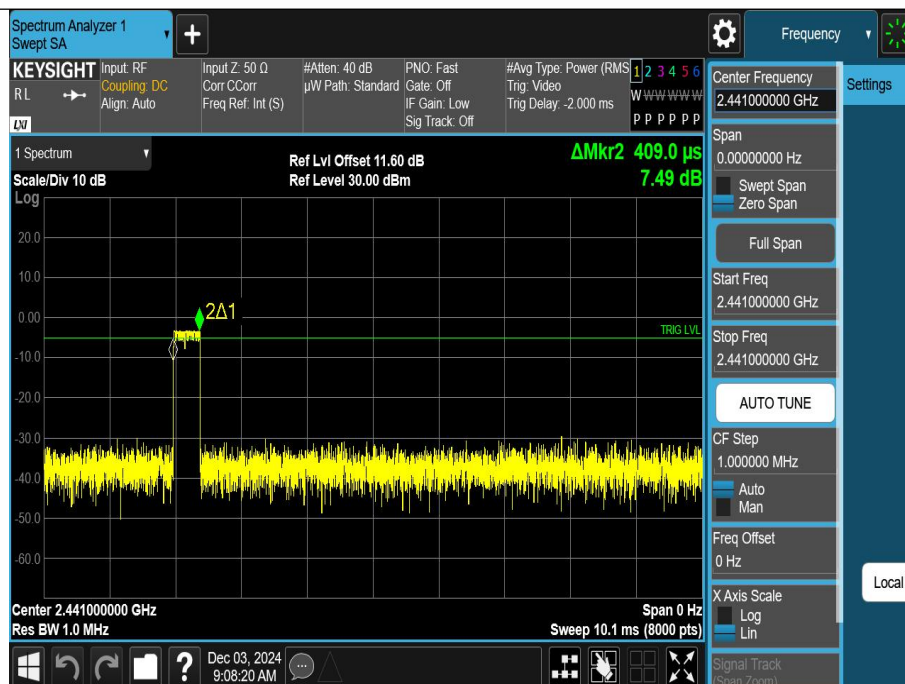 Spectrum Analyzer 1
Swept SA
+
Frequency
KEYSIGHT
RL
LXI
Input: RF
Coupling: DC
Align: Auto
Input Z: 50 Ω
Corr CCorr
Freq Ref: Int (S)
#Atten: 40 dB
µW Path: Standard
PNO: Fast
Gate: Off
IF Gain: Low
Sig Track: Off
#Avg Type: Power (RMS
Trig: Video
Trig Delay: -2.000 ms
1 2 3 4 5 6
W W W W W W
P P P P P P
1 Spectrum
Scale/Div 10 dB
Log
Ref Lvl Offset 11.60 dB
Ref Level 30.00 dBm
ΔMkr2 409.0 µs
7.49 dB
20.0
10.0
0.00
-10.0
-20.0
-30.0
-40.0
-50.0
-60.0
2Δ1
TRIG LVL
Center 2.441000000 GHz
Res BW 1.0 MHz
Span 0 Hz
Sweep 10.1 ms (8000 pts)
?
Dec 03, 2024
9:08:20 AM
Center Frequency
2.441000000 GHz
Span
0.00000000 Hz
Swept Span
Zero Span
Full Span
Start Freq
2.441000000 GHz
Stop Freq
2.441000000 GHz
AUTO TUNE
CF Step
1.000000 MHz
Auto
Man
Freq Offset
0 Hz
X Axis Scale
Log
Lin
Signal Track
(Span Zoom)
Settings
Local